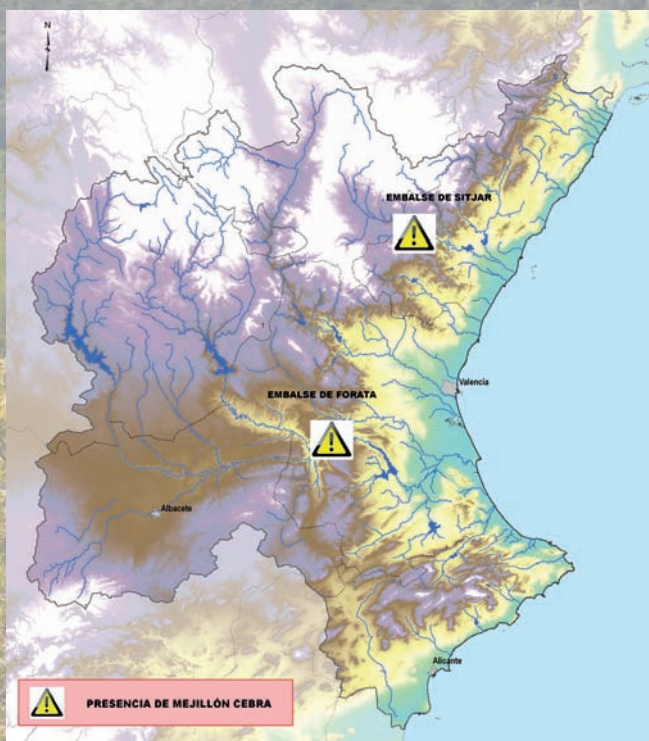 N
EMBALSE DE SITJAR
Valencia
EMBALSE DE FORATA
Albacete
Alicante
PRESENCIA DE MEJILLÓN CEBRA